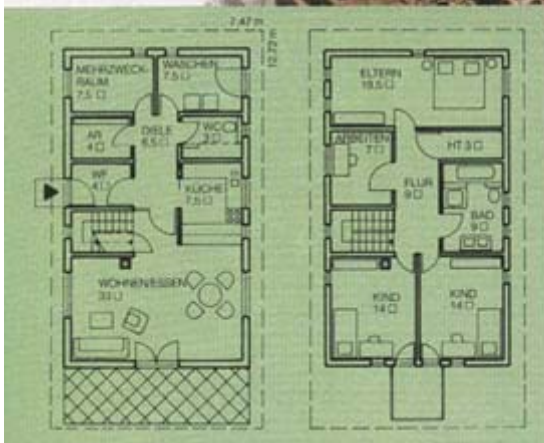 7.47 m
12.72 m
MEHRZWECK-
RAUM
7,5 □
WASCHEN
7,5 □
AR
4 □
DIELE
6,5 □
WC
3 □
WF
4 □
KÜCHE
7,5 □
WOHNEN/ESSEN
33 □
ELTERN
19,5 □
ARBEITEN
7 □
HT 3 □
FLUR
9 □
BAD
9 □
KIND
14 □
KIND
14 □